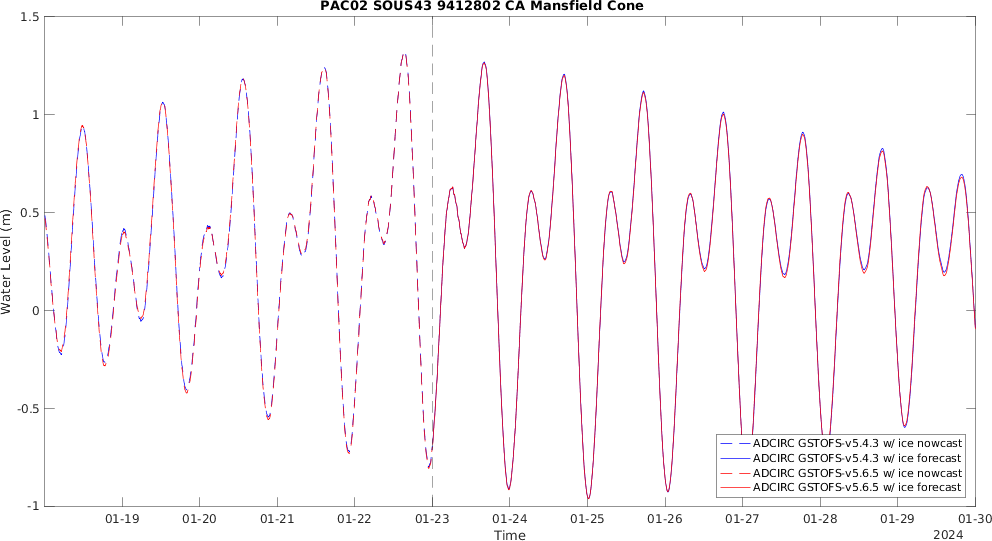 PAC02 SOUS43 9412802 CA Mansfield Cone
1.5
1
0.5
0
-0.5
-1
Water Level (m)
01-19 01-20 01-21 01-22 01-23 01-24 01-25 01-26 01-27 01-28 01-29 01-30
Time
2024
ADCIRC GSTOFS-v5.4.3 w/ ice nowcast
ADCIRC GSTOFS-v5.4.3 w/ ice forecast
ADCIRC GSTOFS-v5.6.5 w/ ice nowcast
ADCIRC GSTOFS-v5.6.5 w/ ice forecast